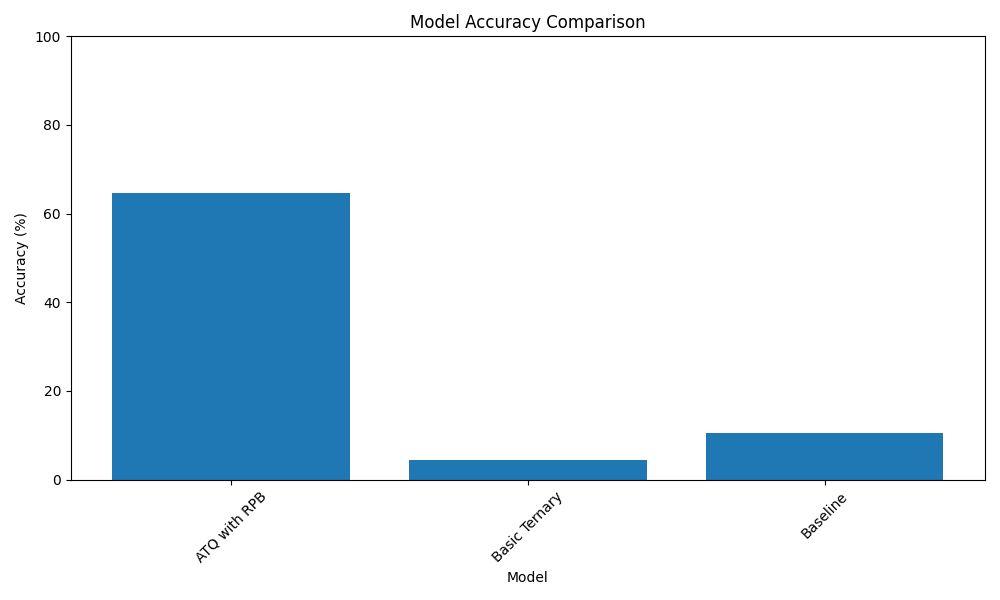 Model Accuracy Comparison
100
80
60
40
20
0
Accuracy (%)
ATQ with RPB
Basic Ternary
Baseline
Model